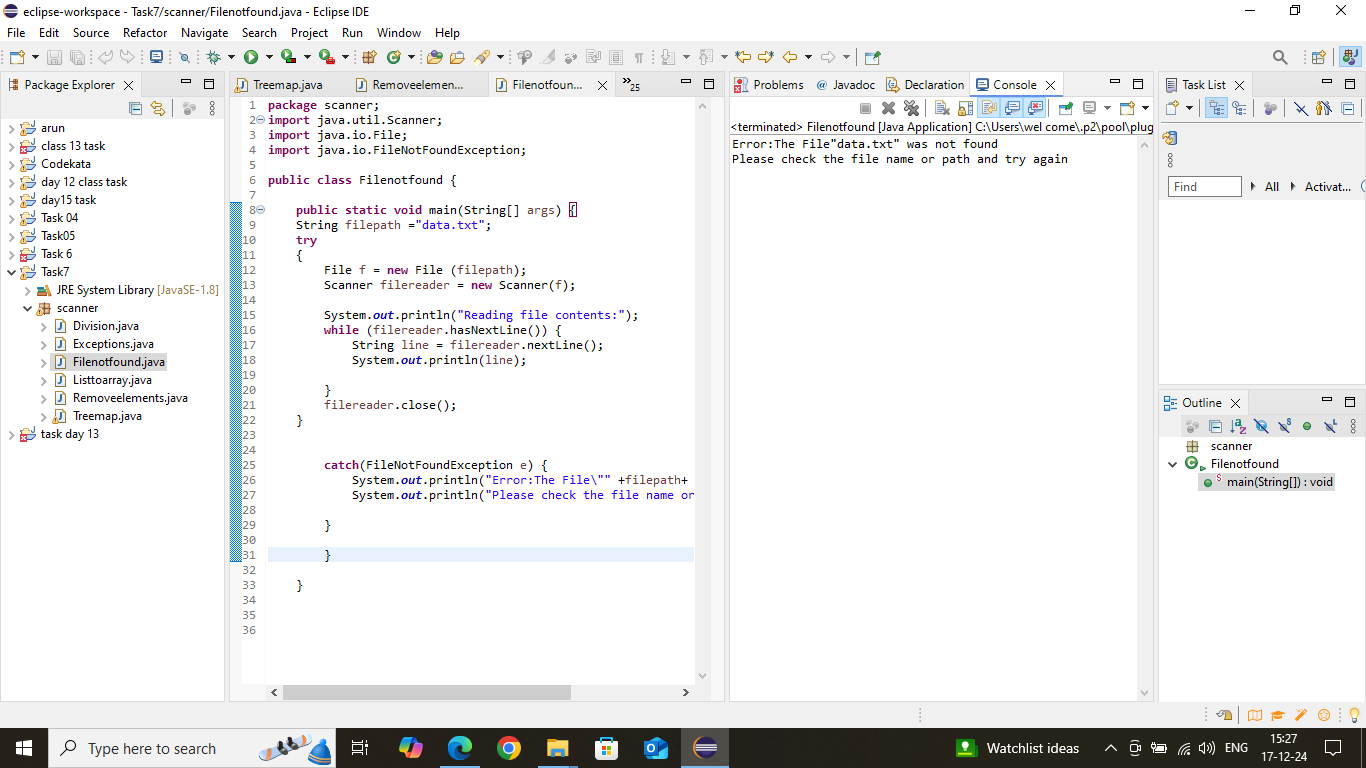 eclipse-workspace - Task7/scanner/Filenotfound.java - Eclipse IDE
File Edit Source Refactor Navigate Search Project Run Window Help
Package Explorer
arun
class 13 task
Codekata
day 12 class task
day15 task
Task 04
Task05
Task 6
Task7
JRE System Library [JavaSE-1.8]
scanner
Division.java
Exceptions.java
Filenotfound.java
Listtoarray.java
Removeelements.java
Treemap.java
task day 13
Treemap.java Removeelemen... Filenotfoun... »25
1 package scanner;
2 import java.util.Scanner;
3 import java.io.File;
4 import java.io.FileNotFoundException;
5
6 public class Filenotfound {
7
8 public static void main(String[] args) {
9 String filepath ="data.txt";
10 try
11 {
12 File f = new File (filepath);
13 Scanner filereader = new Scanner(f);
14
15 System.out.println("Reading file contents:");
16 while (filereader.hasNextLine()) {
17 String line = filereader.nextLine();
18 System.out.println(line);
19
20 }
21 filereader.close();
22 }
23
24
25 catch(FileNotFoundException e) {
26 System.out.println("Error:The File\"" +filepath+
27 System.out.println("Please check the file name or
28
29 }
30
31 }
32
33 }
34
35
36
Problems @ Javadoc Declaration Console
<terminated> Filenotfound [Java Application] C:\Users\wel come\.p2\pool\plug
Error:The File"data.txt" was not found
Please check the file name or path and try again
Task List
Find All Activat...
Outline
scanner
Filenotfound
main(String[]) : void
Type here to search
Watchlist ideas
ENG
15:27
17-12-24